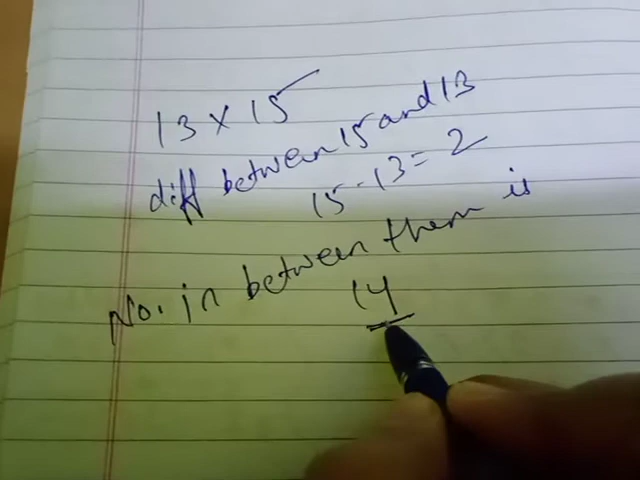 13 x 15
diff between 15 and 13
15 - 13 = 2
No. in between them is
14